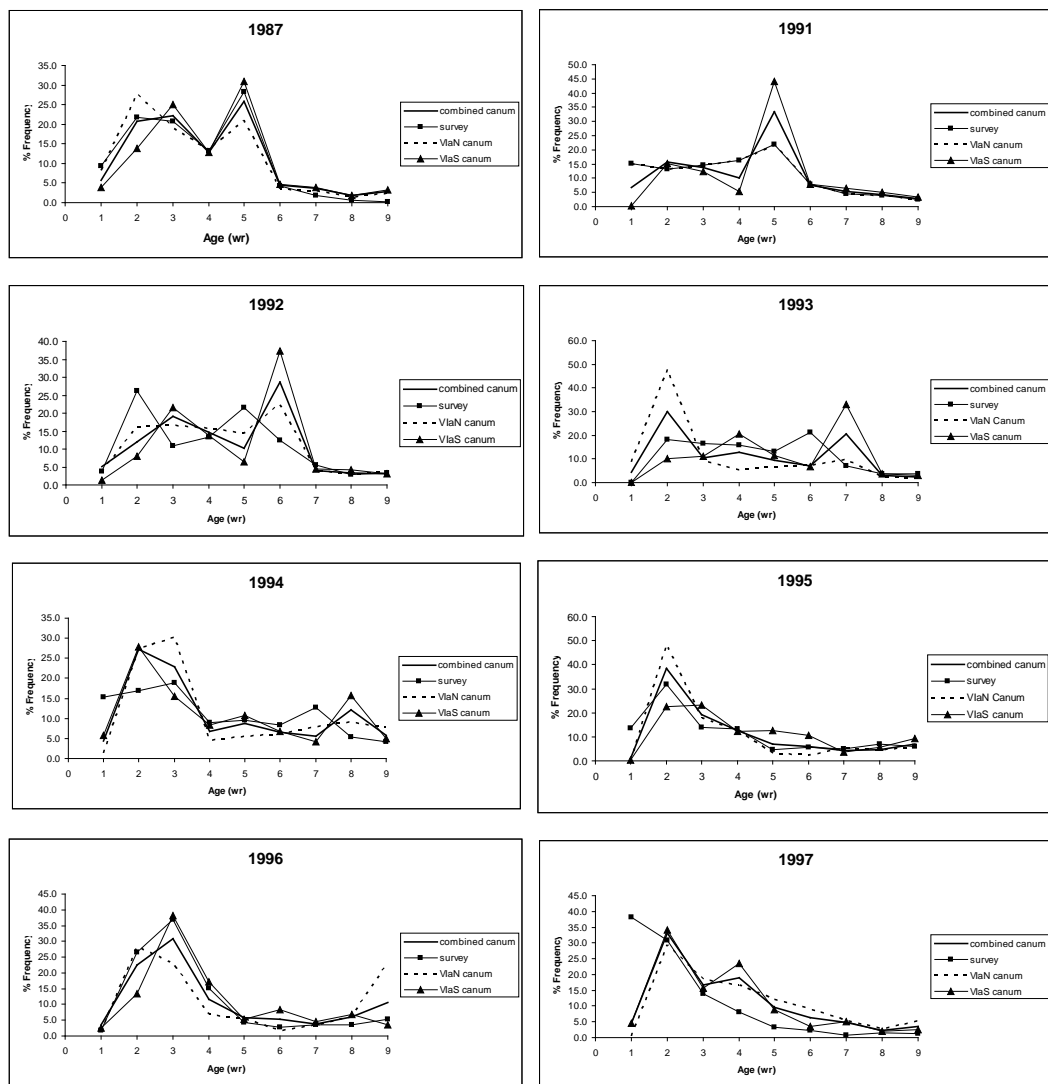 1987
% Frequency
35.0
30.0
25.0
20.0
15.0
10.0
5.0
0.0
0 1 2 3 4 5 6 7 8 9
Age (wr)
combined canum
survey
VIaN canum
VIaS canum
1991
% Frequency
50.0
45.0
40.0
35.0
30.0
25.0
20.0
15.0
10.0
5.0
0.0
0 1 2 3 4 5 6 7 8 9
Age (wr)
combined canum
survey
VIaN canum
VIaS canum
1992
% Frequency
40.0
35.0
30.0
25.0
20.0
15.0
10.0
5.0
0.0
0 1 2 3 4 5 6 7 8 9
Age (wr)
combined canum
survey
VIaN canum
VIaS canum
1993
% Frequency
60.0
50.0
40.0
30.0
20.0
10.0
0.0
0 1 2 3 4 5 6 7 8 9
Age (wr)
combined canum
survey
VIaN Canum
VIaS canum
1994
% Frequency
35.0
30.0
25.0
20.0
15.0
10.0
5.0
0.0
0 1 2 3 4 5 6 7 8 9
Age (wr)
combined canum
survey
VIaN canum
VIaS canum
1995
% Frequency
60.0
50.0
40.0
30.0
20.0
10.0
0.0
0 1 2 3 4 5 6 7 8 9
Age (wr)
combined canum
survey
VIaN canum
VIaS canum
1996
% Frequency
45.0
40.0
35.0
30.0
25.0
20.0
15.0
10.0
5.0
0.0
0 1 2 3 4 5 6 7 8 9
Age (wr)
combined canum
survey
VIaN canum
VIaS canum
1997
% Frequency
45.0
40.0
35.0
30.0
25.0
20.0
15.0
10.0
5.0
0.0
0 1 2 3 4 5 6 7 8 9
Age (wr)
combined canum
survey
VIaN canum
VIaS canum